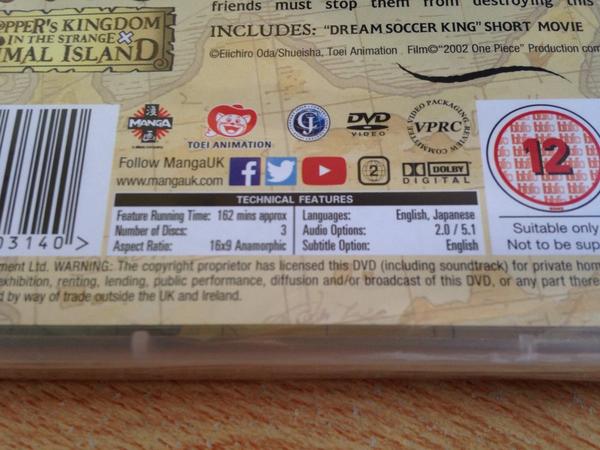 friends must stop them from destroying this
OPPER'S KINGDOM
IN THE STRANGE
MAL ISLAND
INCLUDES: "DREAM SOCCER KING" SHORT MOVIE
©Eiichiro Oda/Shueisha, Toei Animation Film©"2002 One Piece" Production com
MANGA
TOEI ANIMATION
DVD
VIDEO
VIDEO PACKAGING REVIEW COMMITTEE
VPRC
12
Follow MangaUK
www.mangauk.com
2
DOLBY
DIGITAL
03140 >
TECHNICAL FEATURES
Feature Running Time: 162 mins approx
Number of Discs: 3
Aspect Ratio: 16x9 Anamorphic
Languages: English, Japanese
Audio Options: 2.0 / 5.1
Subtitle Option: English
Suitable only
Not to be sup
ment Ltd. WARNING: The copyright proprietor has licensed this DVD (including soundtrack) for private hom
exhibition, renting, lending, public performance, diffusion and/or broadcast of this DVD, or any part there
d by way of trade outside the UK and Ireland.